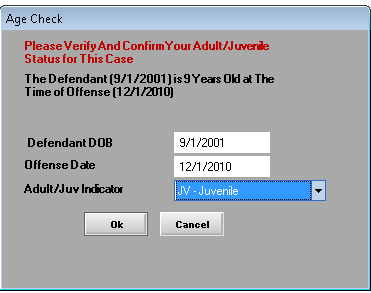 Age Check
Please Verify And Confirm Your Adult/Juvenile
Status for This Case
The Defendant (9/1/2001) is 9 Years Old at The
Time of Offense (12/1/2010)
Defendant DOB 9/1/2001
Offense Date 12/1/2010
Adult/Juv Indicator JV - Juvenile
Ok Cancel